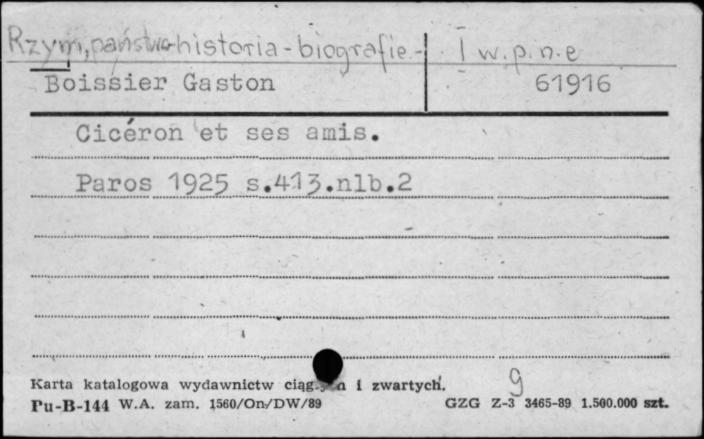 Rzym, państwo-historia-biografie- I w.p.n.e
Boissier Gaston 61916
Cicéron et ses amis.
Paros 1925 s.413.nlb.2
9
Karta katalogowa wydawnictw i zwartych.
Pu-B-144 W.A. zam. 1560/On/DW/89 GZG Z-3 3465-89 1.500.000 szt.